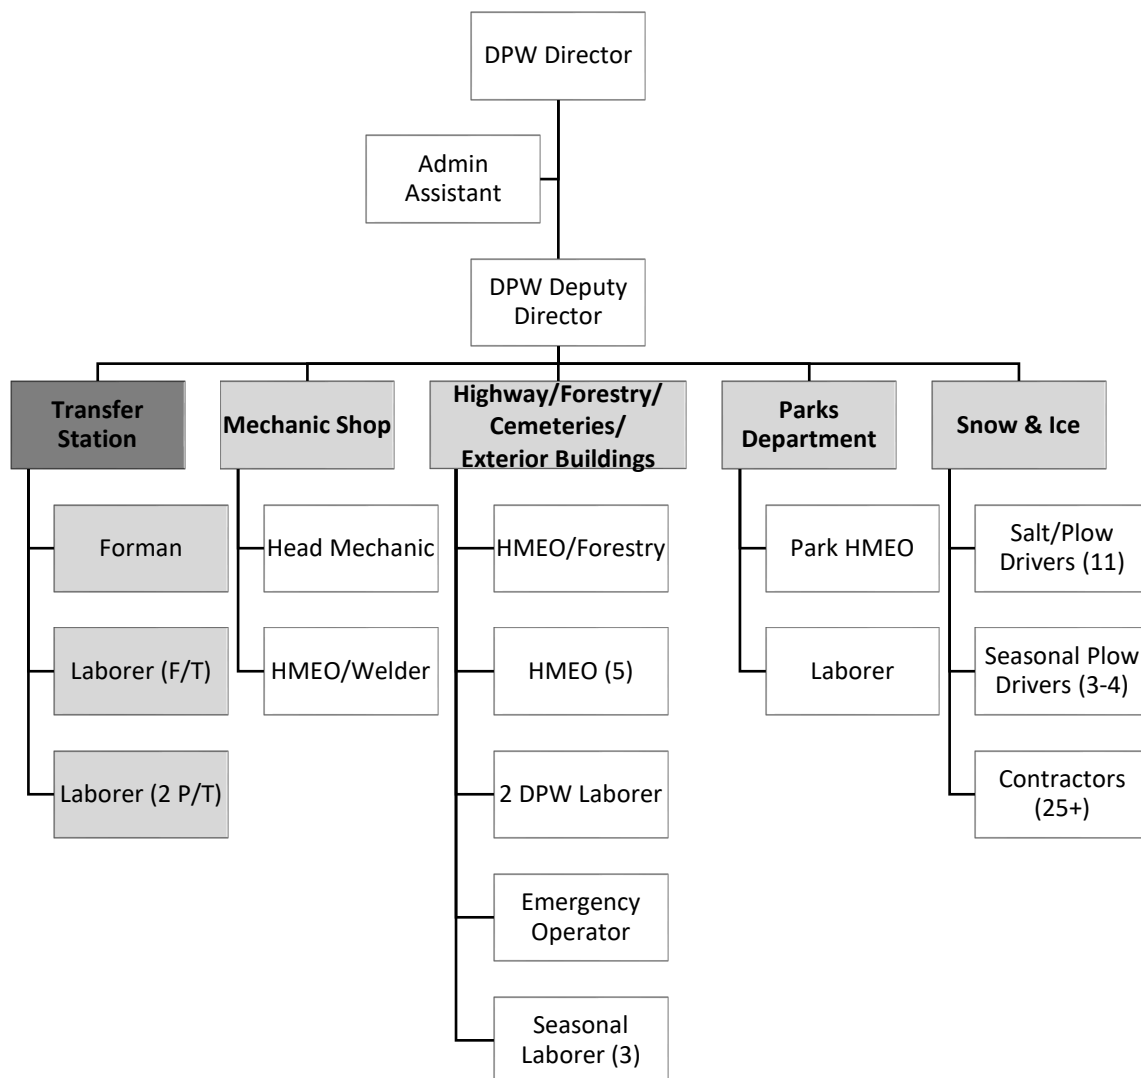 DPW Director
Admin
Assistant
DPW Deputy
Director
Transfer
Station
Forman
Laborer (F/T)
Laborer (2 P/T)
Mechanic Shop
Head Mechanic
HMEO/Welder
Highway/Forestry/
Cemeteries/
Exterior Buildings
HMEO/Forestry
HMEO (5)
2 DPW Laborer
Emergency
Operator
Seasonal
Laborer (3)
Parks
Department
Park HMEO
Laborer
Snow & Ice
Salt/Plow
Drivers (11)
Seasonal Plow
Drivers (3-4)
Contractors
(25+)